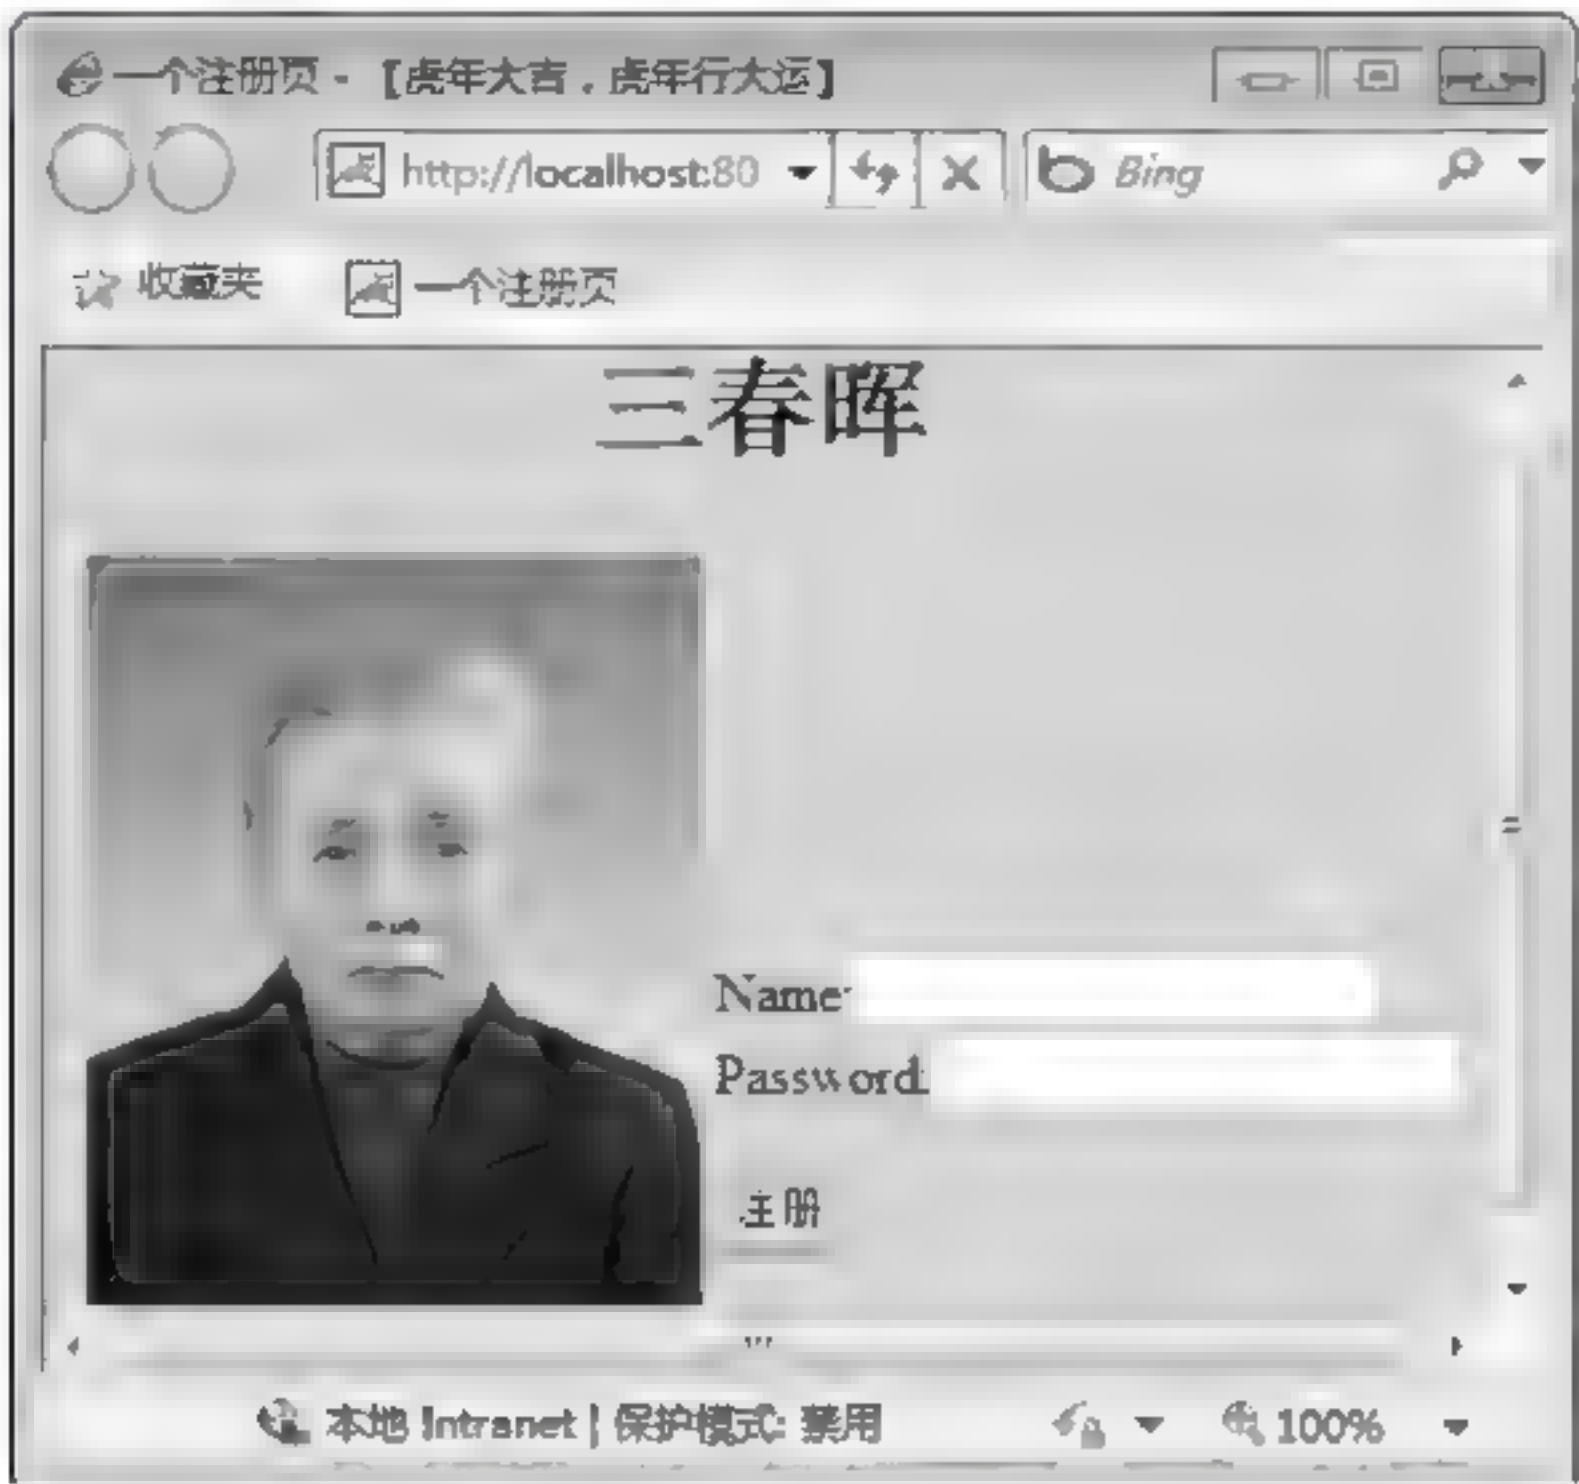 一个注册页 - 【虎年大吉，虎年行大运】
http://localhost:80 Bing
收藏夹 一个注册页
三春晖
Name:
Password:
注册
本地 Intranet | 保护模式: 禁用 100%